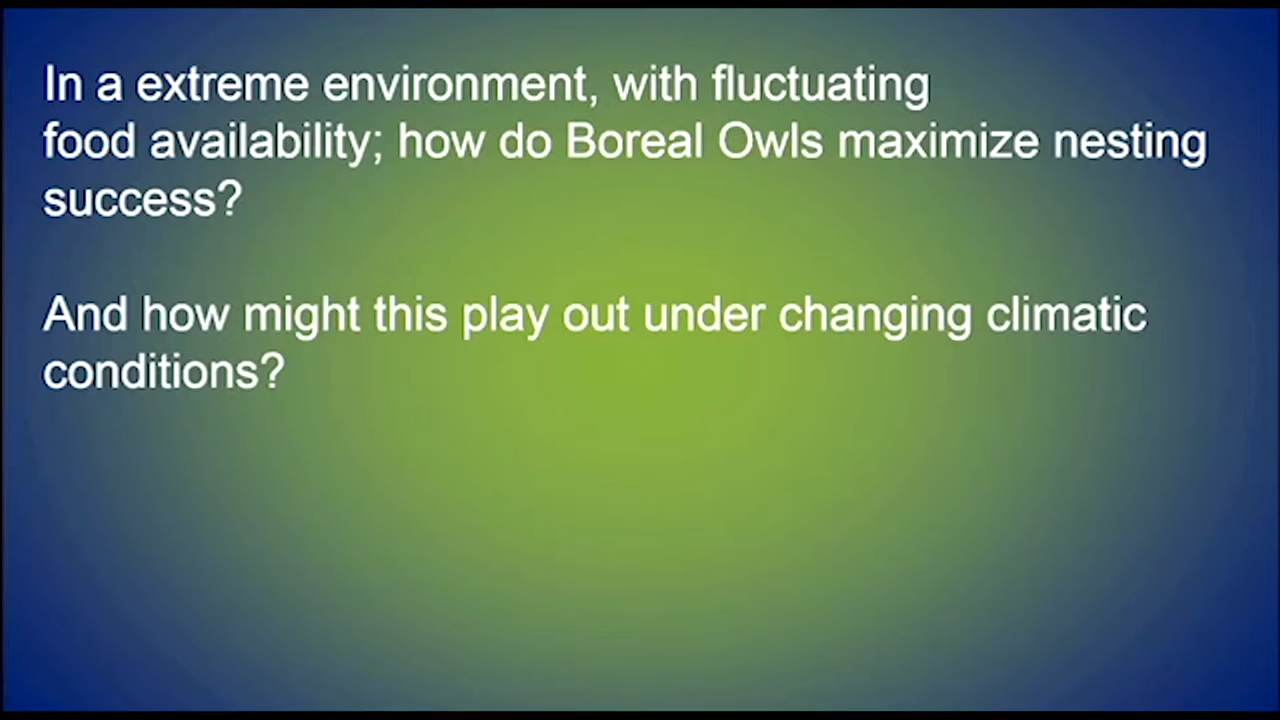 In a extreme environment, with fluctuating
food availability; how do Boreal Owls maximize nesting
success?
And how might this play out under changing climatic
conditions?